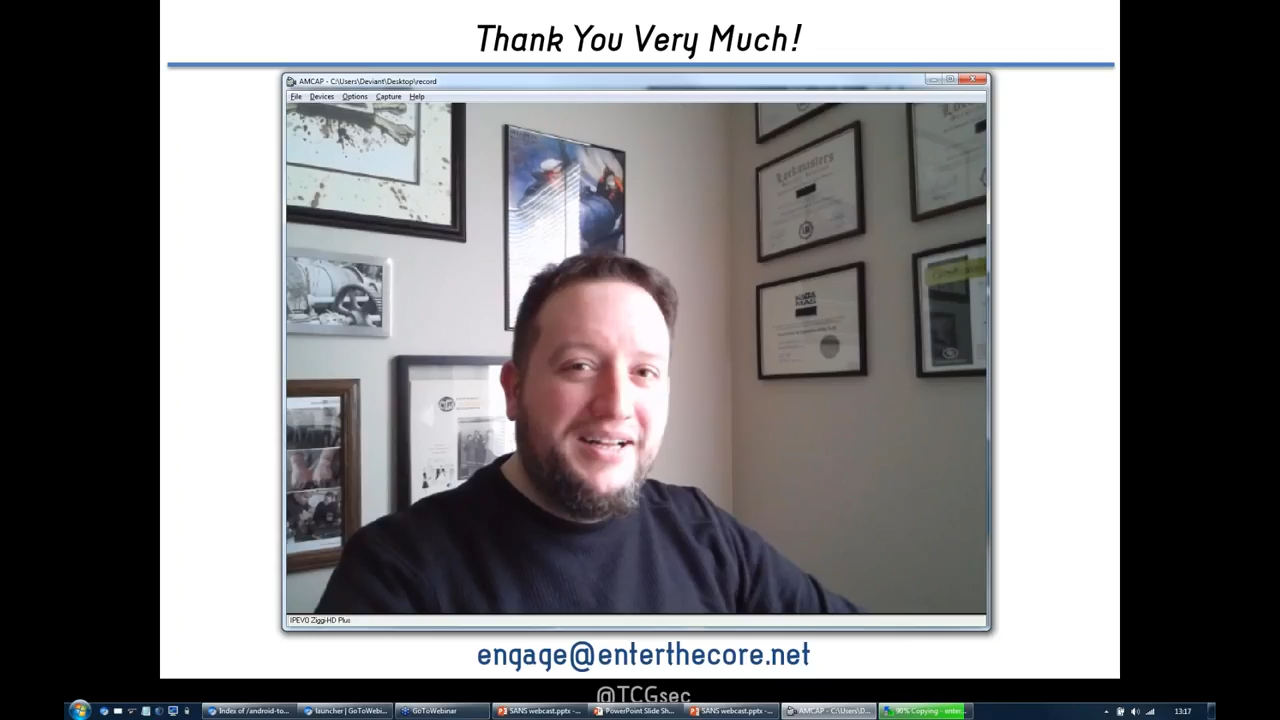 Thank You Very Much!
AMCAP - C:\Users\Deviant\Desktop\record
File Devices Options Capture Help
Lockmasters
KRAV
MAGA
IPEVO Ziggi-HD Plus
engage@enterthecore.net
@TCGsec
Index of /android-to...
launcher | GoToWebi...
GoToWebinar
SANS webcast.pptx -...
PowerPoint Slide Sh...
SANS webcast.pptx -...
AMCAP - C:\Users\D...
90% Copying - enter...
13:17